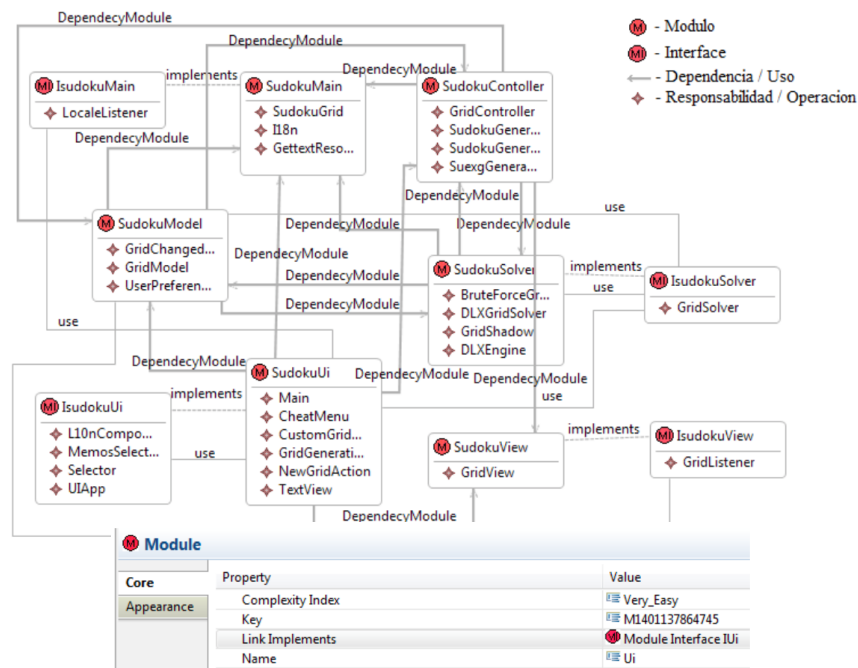 DependecyModule
DependecyModule
M - Modulo
MI - Interface
- Dependencia / Uso
- Responsabilidad / Operacion
MI IsudokuMain
LocaleListener
implements
M SudokuMain
SudokuGrid
I18n
GettextReso...
DependecyModule
M SudokuContoller
GridController
SudokuGener...
SudokuGener...
SuexgGenera...
DependecyModule
DependecyModule
use
M SudokuModel
GridChanged...
GridModel
UserPreferen...
DependecyModule
DependecyModule
DependecyModule
DependecyModule
DependecyModule
M SudokuSolver
BruteForceGr...
DLXGridSolver
GridShadow
DLXEngine
implements
use
MI IsudokuSolver
GridSolver
use
DependecyModule
M SudokuUi
Main
CheatMenu
CustomGrid...
GridGenerati...
NewGridAction
TextView
DependecyModule
DependecyModule
use
MI IsudokuUi
L10nCompo...
MemosSelect...
Selector
UIApp
implements
use
M SudokuView
GridView
implements
MI IsudokuView
GridListener
DependecyModule
M Module
Core
Appearance
Property Value
Complexity Index Very_Easy
Key M1401137864745
Link Implements Module Interface IUi
Name Ui